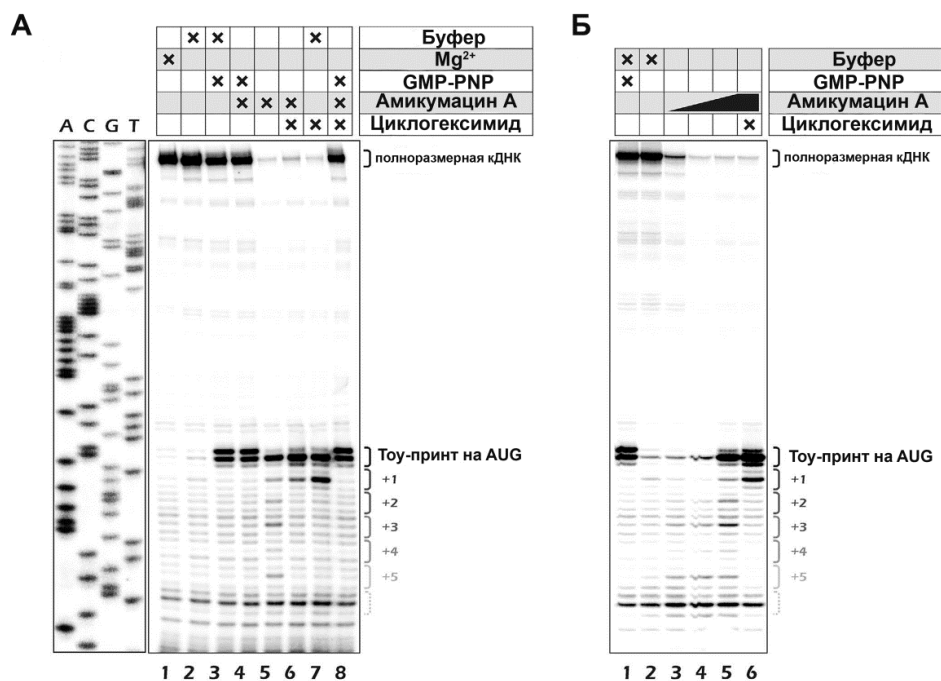 А
Б
× × × Буфер
× Mg²⁺
× × × GMP-PNP
× × × × Амикумацин А
× × × Циклогексимид
× × Буфер
× GMP-PNP
Амикумацин А
× Циклогексимид
A C G T
полноразмерная кДНК
полноразмерная кДНК
Тоу-принт на AUG
+1
+2
+3
+4
+5
Тоу-принт на AUG
+1
+2
+3
+4
+5
1 2 3 4 5 6 7 8
1 2 3 4 5 6